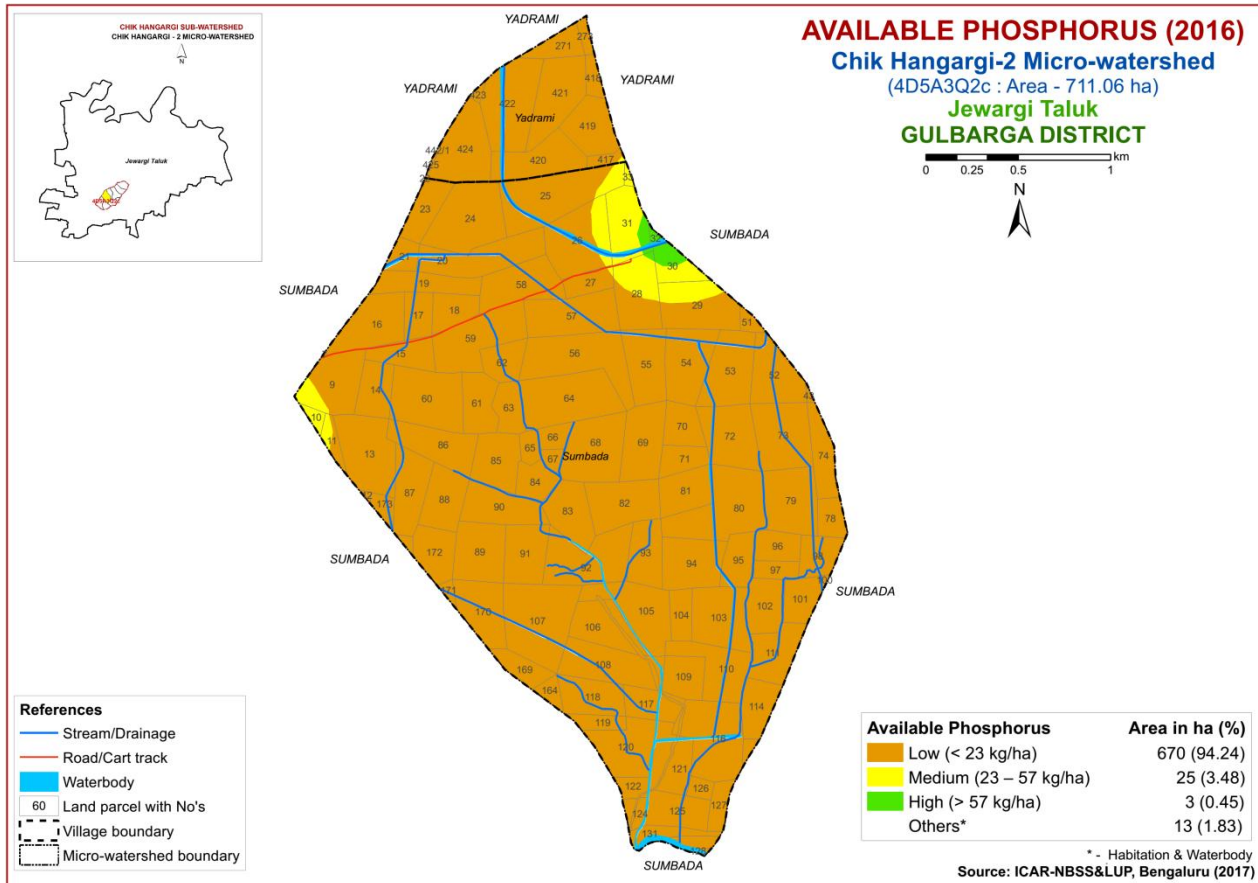 CHIK HANGARGI SUB-WATERSHED
CHIK HANGARGI - 2 MICRO-WATERSHED
N
Jewargi Taluk
AVAILABLE PHOSPHORUS (2016)
Chik Hangargi-2 Micro-watershed
(4D5A3Q2c : Area - 711.06 ha)
Jewargi Taluk
GULBARGA DISTRICT
0 0.25 0.5 1 km
N
YADRAMI
271
YADRAMI
418
YADRAMI
423 422 421
Yadrami
419
424 420 417
33
23 24 25 31
26 32 SUMBADA
21 20 30
SUMBADA
19 58 27 28 29
16 17 18 57 51
15 59 56
62 55 54 53 52
9 14 60 61 63 64
10 11 66 68 69 70 72 73
13 86 65 67 Sumbada 71 74
85 84
12 173 87 88 90 83 82 81 80 79 78
SUMBADA
172 89 91 92 93 94 95 96 97 98
100
SUMBADA
171 170 107 106 105 104 103 102 101
111
169 108 109 110
164 118 117 114
119 120 116
122 121 126
124 125 127
131
SUMBADA
References
Stream/Drainage
Road/Cart track
Waterbody
60 Land parcel with No's
Village boundary
Micro-watershed boundary
Available Phosphorus Area in ha (%)
Low (< 23 kg/ha) 670 (94.24)
Medium (23 – 57 kg/ha) 25 (3.48)
High (> 57 kg/ha) 3 (0.45)
Others* 13 (1.83)
* - Habitation & Waterbody
Source: ICAR-NBSS&LUP, Bengaluru (2017)